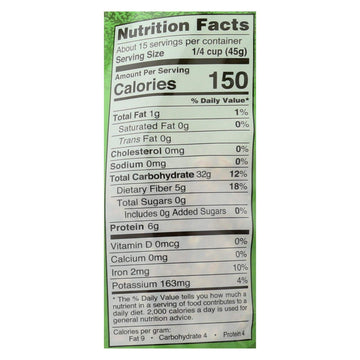 Nutrition Facts
About 15 servings per container
Serving Size 1/4 cup (45g)
Amount Per Serving
Calories 150
% Daily Value*
Total Fat 1g 1%
Saturated Fat 0g 0%
Trans Fat 0g
Cholesterol 0mg 0%
Sodium 0mg 0%
Total Carbohydrate 32g 12%
Dietary Fiber 5g 18%
Total Sugars 0g
Includes 0g Added Sugars 0%
Protein 6g
Vitamin D 0mcg 0%
Calcium 0mg 0%
Iron 2mg 10%
Potassium 163mg 4%
* The % Daily Value tells you how much a
nutrient in a serving of food contributes to a
daily diet. 2,000 calories a day is used for
general nutrition advice.
Calories per gram:
Fat 9 • Carbohydrate 4 • Protein 4